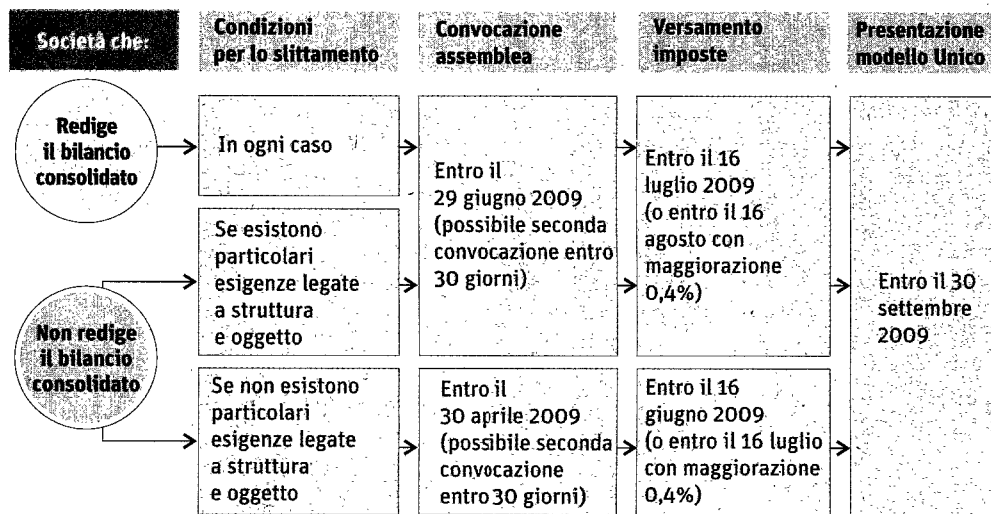 Società che:
Condizioni
per lo slittamento
Convocazione
assemblea
Versamento
imposte
Presentazione
modello Unico
Redige
il bilancio
consolidato
In ogni caso
Entro il
29 giugno 2009
(possibile seconda
convocazione entro
30 giorni)
Entro il 16
luglio 2009
(o entro il 16
agosto con
maggiorazione
0,4%)
Entro il 30
settembre
2009
Non redige
il bilancio
consolidato
Se esistono
particolari
esigenze legate
a struttura
e oggetto
Se non esistono
particolari
esigenze legate
a struttura
e oggetto
Entro il
30 aprile 2009
(possibile seconda
convocazione
entro 30 giorni)
Entro il 16
giugno 2009
(o entro il 16 luglio
con maggiorazione
0,4%)